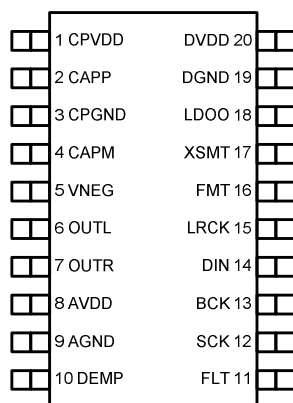 1 CPVDD DVDD 20
2 CAPP DGND 19
3 CPGND LDOO 18
4 CAPM XSMT 17
5 VNEG FMT 16
6 OUTL LRCK 15
7 OUTR DIN 14
8 AVDD BCK 13
9 AGND SCK 12
10 DEMP FLT 11